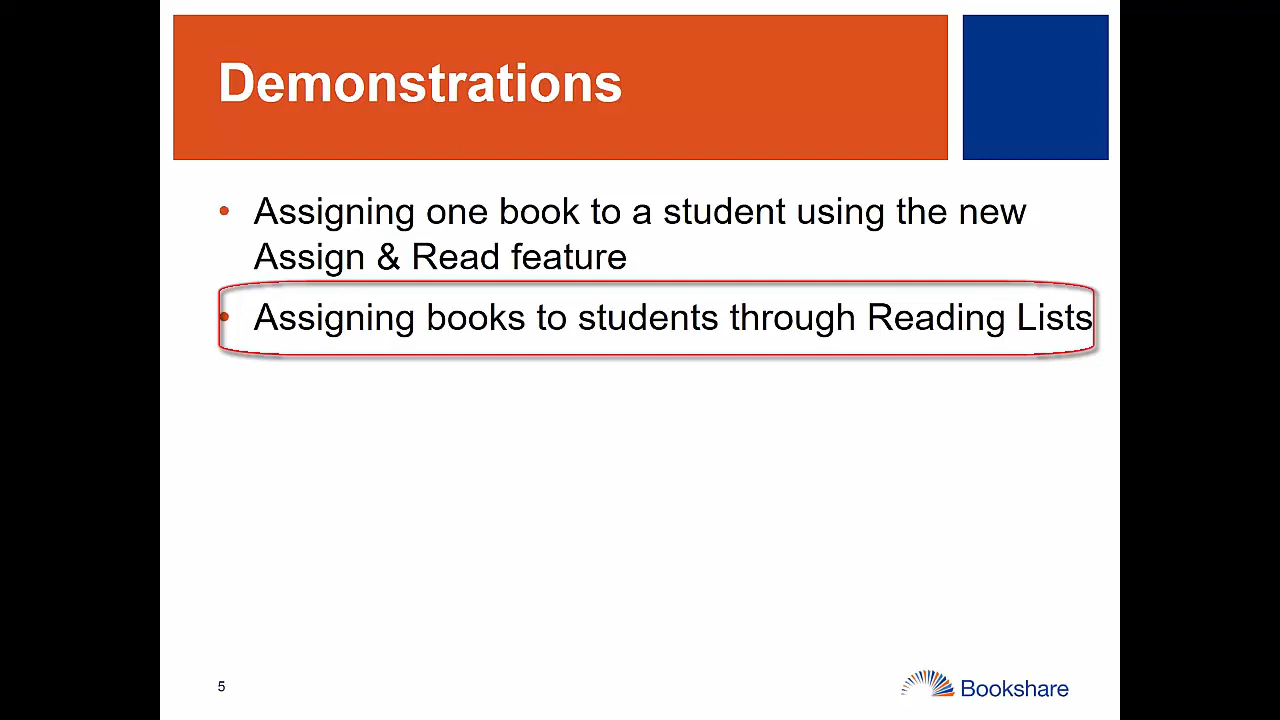 Demonstrations
• Assigning one book to a student using the new
Assign & Read feature
• Assigning books to students through Reading Lists
5
Bookshare